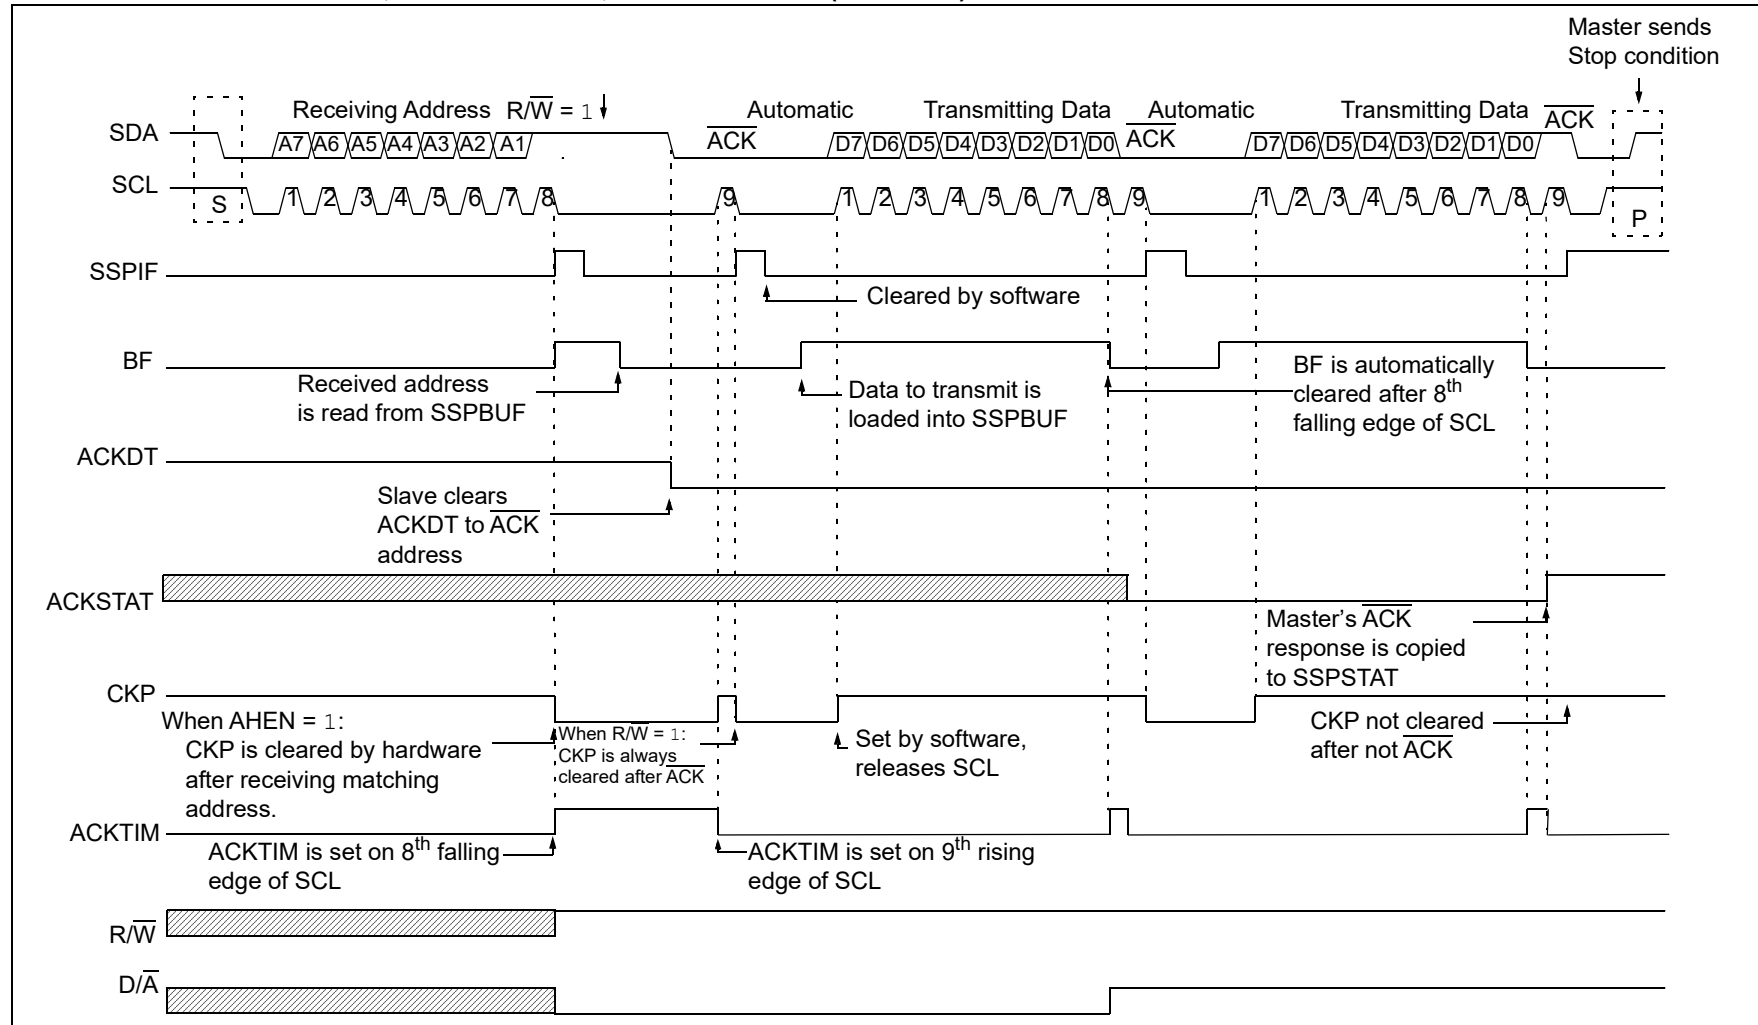 Master sends
Stop condition
Receiving Address R/W̅ = 1
Automatic
Transmitting Data
Automatic
Transmitting Data
A̅C̅K̅
SDA
A7 A6 A5 A4 A3 A2 A1
A̅C̅K̅
D7 D6 D5 D4 D3 D2 D1 D0
A̅C̅K̅
D7 D6 D5 D4 D3 D2 D1 D0
SCL
S
1 2 3 4 5 6 7 8
9
1 2 3 4 5 6 7 8 9
1 2 3 4 5 6 7 8 9
P
SSPIF
Cleared by software
BF
Received address
is read from SSPBUF
Data to transmit is
loaded into SSPBUF
BF is automatically
cleared after 8th
falling edge of SCL
ACKDT
Slave clears
ACKDT to A̅C̅K̅
address
ACKSTAT
Master's A̅C̅K̅
response is copied
to SSPSTAT
CKP
When AHEN = 1:
CKP is cleared by hardware
after receiving matching
address.
When R/W̅ = 1:
CKP is always
cleared after A̅C̅K̅
Set by software,
releases SCL
CKP not cleared
after not A̅C̅K̅
ACKTIM
ACKTIM is set on 8th falling
edge of SCL
ACKTIM is set on 9th rising
edge of SCL
R/W̅
D/A̅